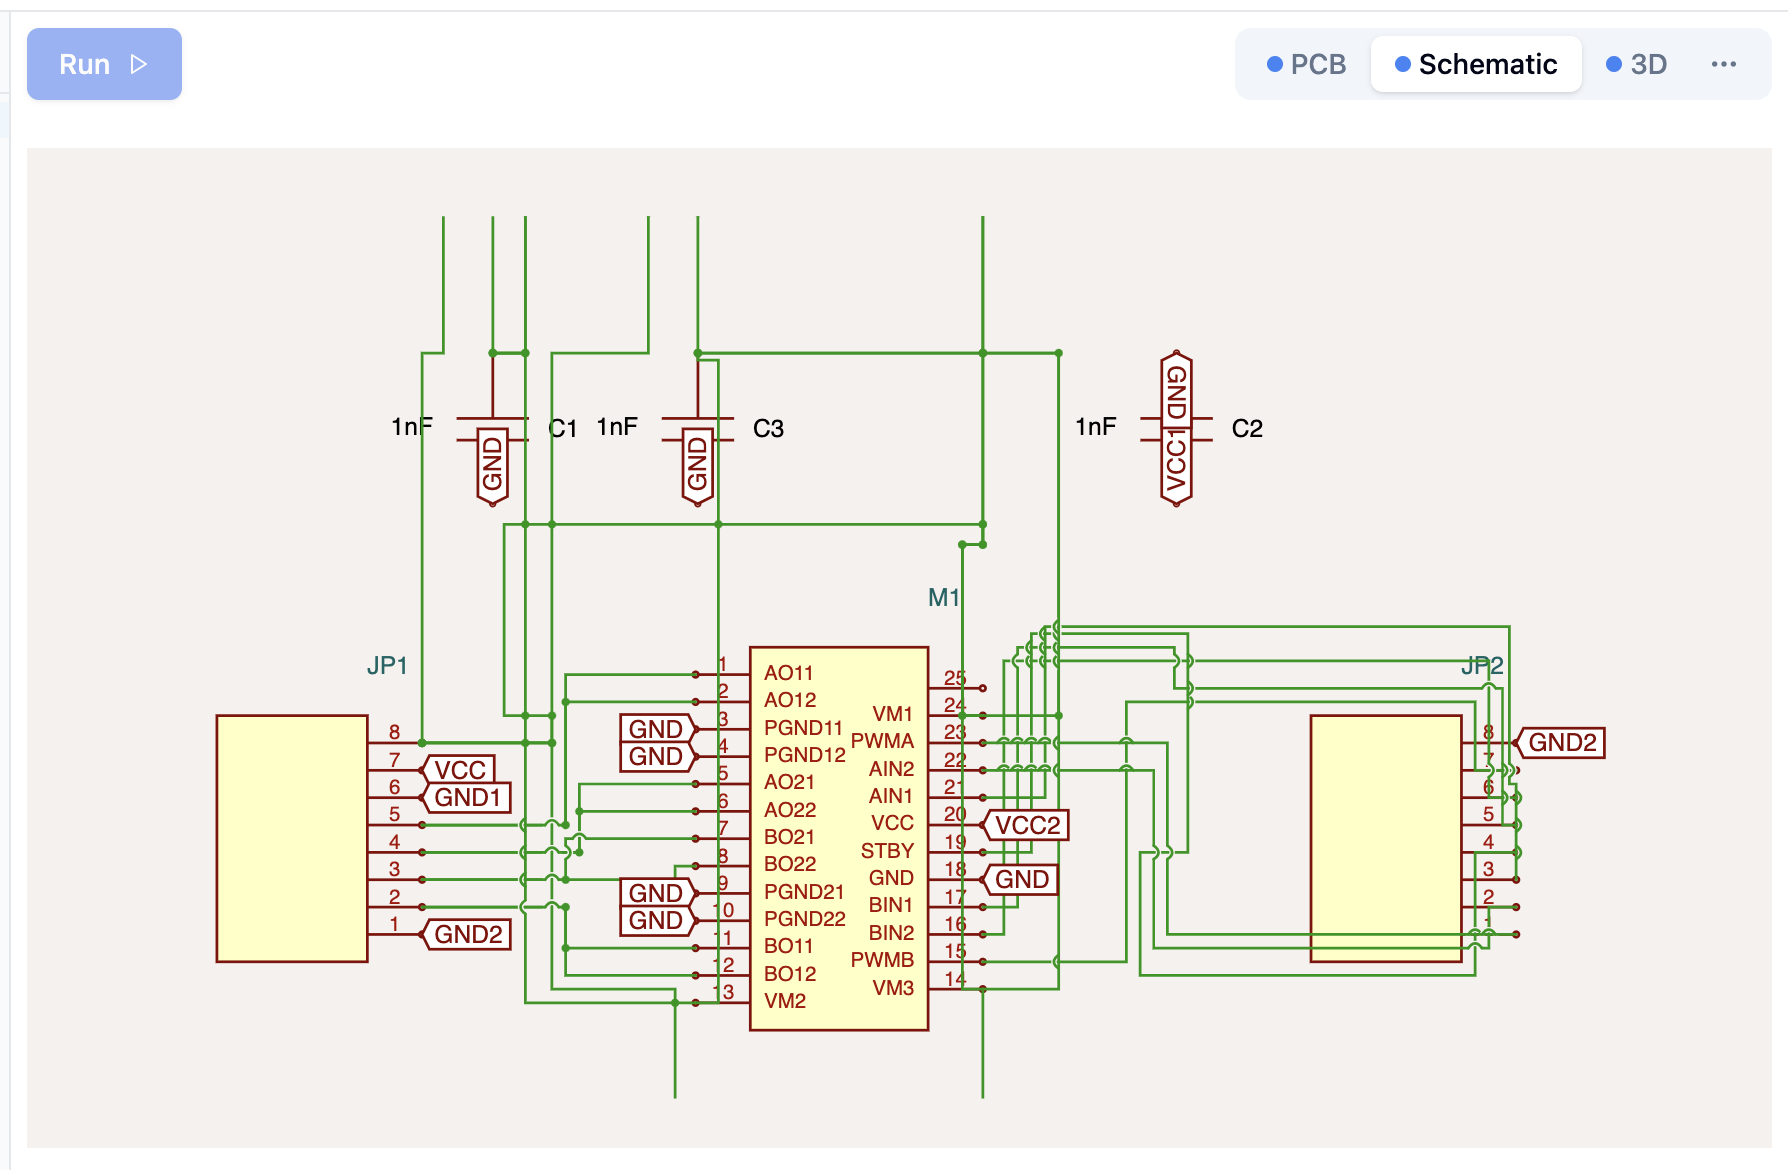 Run
PCB
Schematic
3D
1nF
C1
1nF
C3
1nF
C2
GND
GND
GND
VCC1
M1
JP1
JP2
8
7
6
5
4
3
2
1
VCC
GND1
GND2
1
2
3
4
5
6
7
8
9
10
11
12
13
GND
GND
GND
GND
AO11
AO12
PGND11
PGND12
AO21
AO22
BO21
BO22
PGND21
PGND22
BO11
BO12
VM2
VM1
PWMA
AIN2
AIN1
VCC
STBY
GND
BIN1
BIN2
PWMB
VM3
25
24
23
22
21
20
19
18
17
16
15
14
VCC2
GND
8
7
6
5
4
3
2
1
GND2